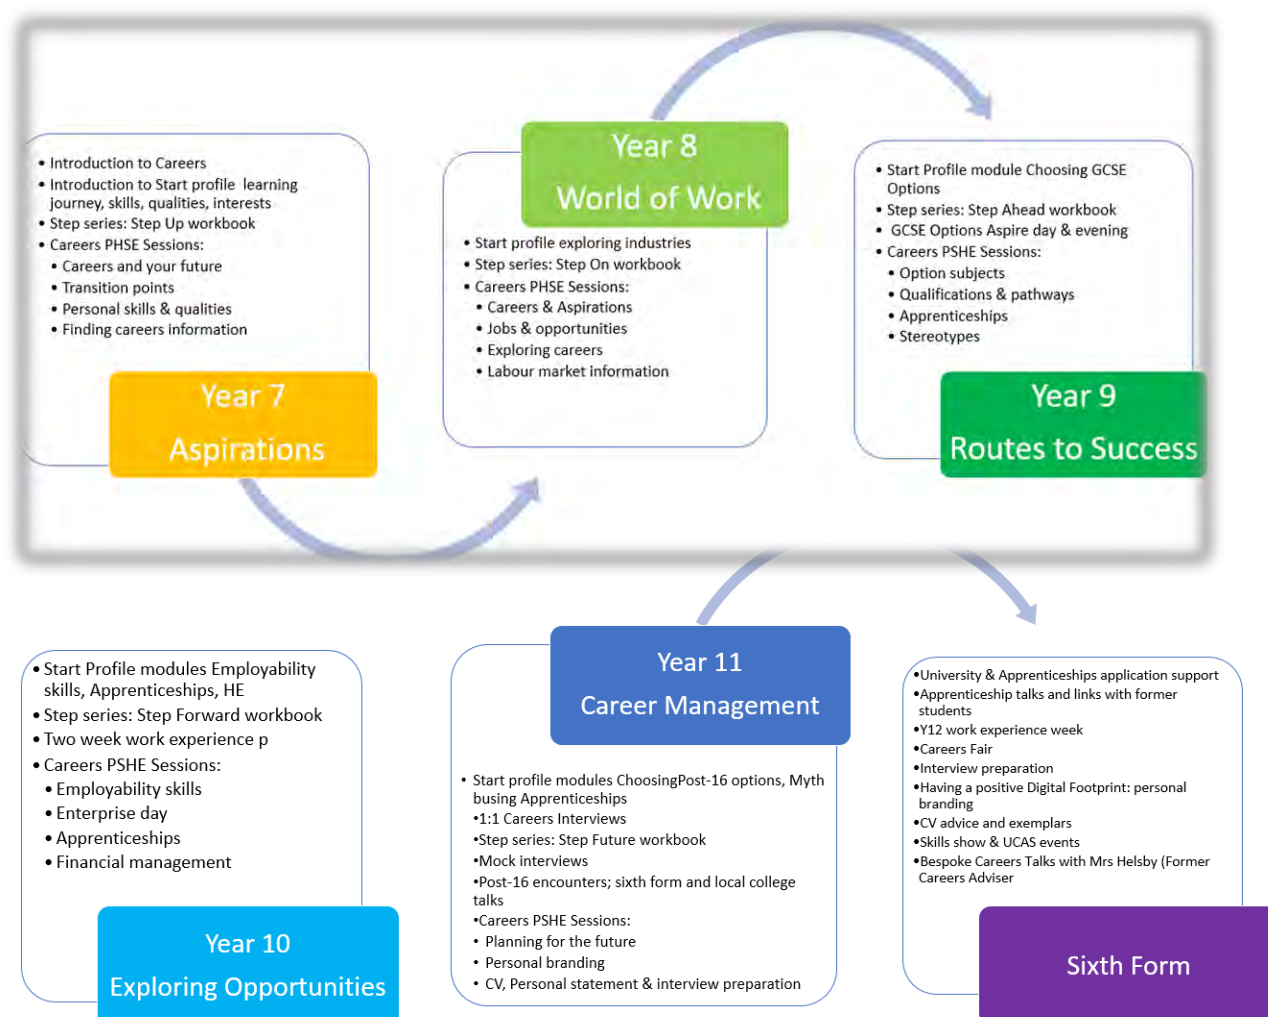 • Introduction to Careers
• Introduction to Start profile learning
journey, skills, qualities, interests
• Step series: Step Up workbook
• Careers PHSE Sessions:
• Careers and your future
• Transition points
• Personal skills & qualities
• Finding careers information
Year 7
Aspirations
Year 8
World of Work
• Start profile exploring industries
• Step series: Step On workbook
• Careers PHSE Sessions:
• Careers & Aspirations
• Jobs & opportunities
• Exploring careers
• Labour market information
• Start Profile module Choosing GCSE
Options
• Step series: Step Ahead workbook
• GCSE Options Aspire day & evening
• Careers PSHE Sessions:
• Option subjects
• Qualifications & pathways
• Apprenticeships
• Stereotypes
Year 9
Routes to Success
• Start Profile modules Employability
skills, Apprenticeships, HE
• Step series: Step Forward workbook
• Two week work experience p
• Careers PSHE Sessions:
• Employability skills
• Enterprise day
• Apprenticeships
• Financial management
Year 10
Exploring Opportunities
Year 11
Career Management
• Start profile modules ChoosingPost-16 options, Myth
busing Apprenticeships
•1:1 Careers Interviews
•Step series: Step Future workbook
•Mock interviews
•Post-16 encounters; sixth form and local college
talks
•Careers PSHE Sessions:
• Planning for the future
• Personal branding
• CV, Personal statement & interview preparation
•University & Apprenticeships application support
•Apprenticeship talks and links with former
students
•Y12 work experience week
•Careers Fair
•Interview preparation
•Having a positive Digital Footprint: personal
branding
•CV advice and exemplars
•Skills show & UCAS events
•Bespoke Careers Talks with Mrs Helsby (Former
Careers Adviser
Sixth Form